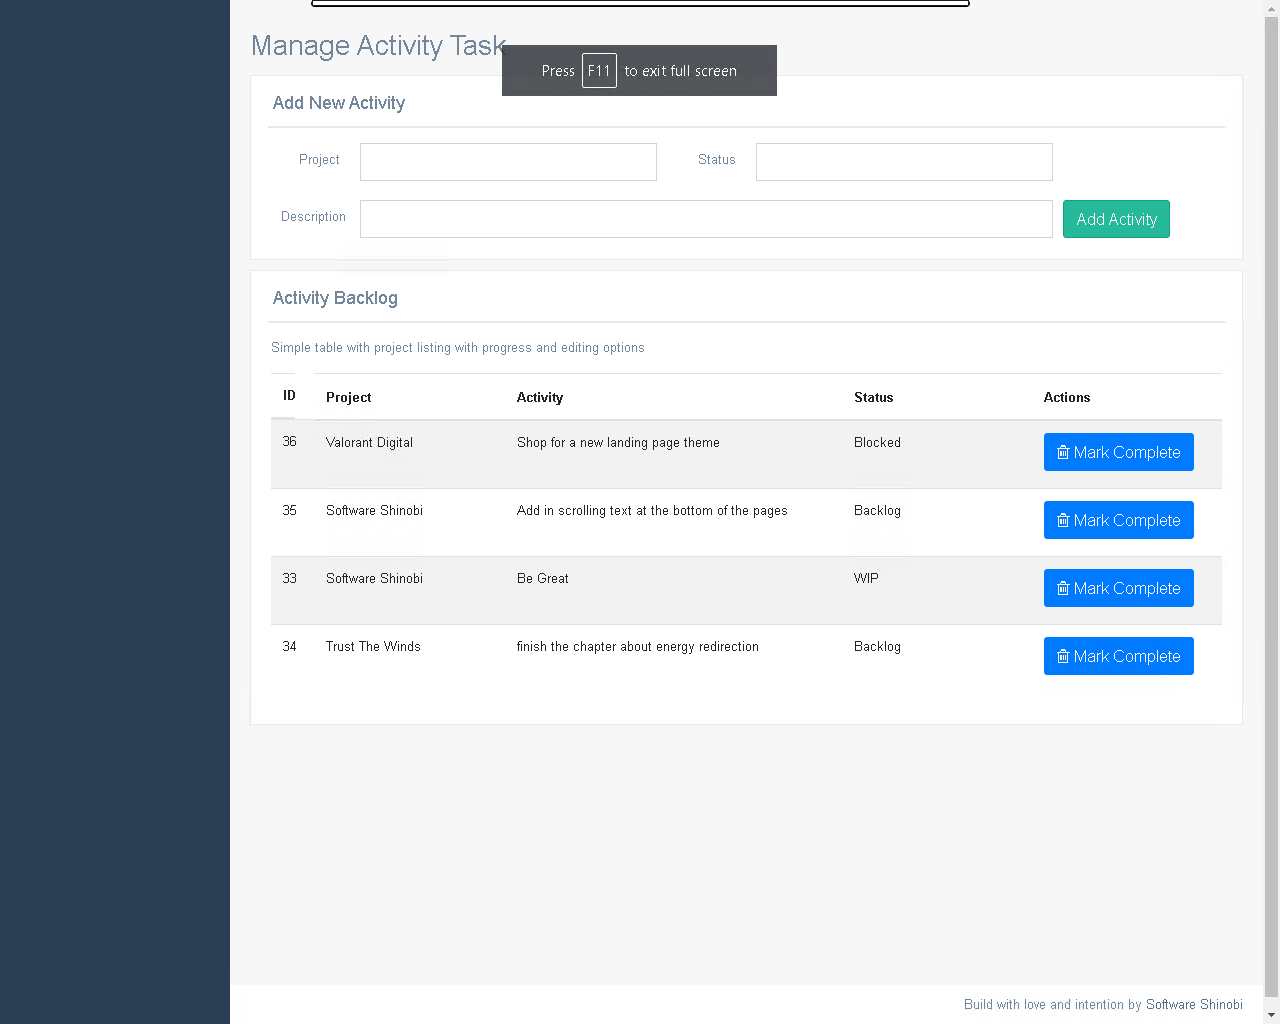 Manage Activity Task
Press F11 to exit full screen
Add New Activity
Project
Status
Description
Add Activity
Activity Backlog
Simple table with project listing with progress and editing options
ID Project Activity Status Actions
36 Valorant Digital Shop for a new landing page theme Blocked Mark Complete
35 Software Shinobi Add in scrolling text at the bottom of the pages Backlog Mark Complete
33 Software Shinobi Be Great WIP Mark Complete
34 Trust The Winds finish the chapter about energy redirection Backlog Mark Complete
Build with love and intention by Software Shinobi